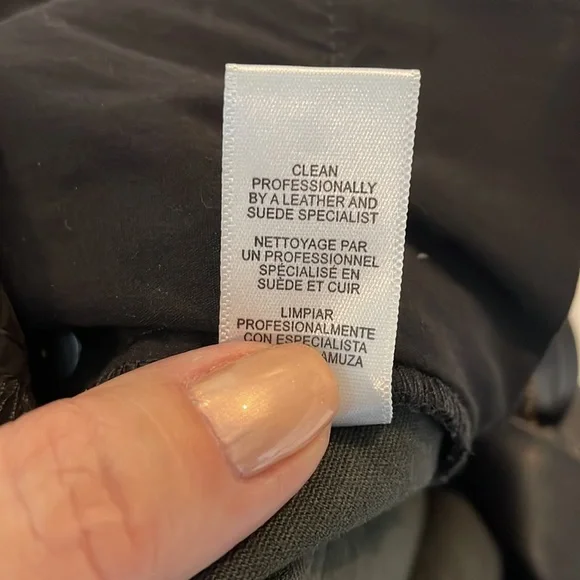 CLEAN
PROFESSIONALLY
BY A LEATHER AND
SUEDE SPECIALIST
NETTOYAGE PAR
UN PROFESSIONNEL
SPÉCIALISÉ EN
SUÈDE ET CUIR
LIMPIAR
PROFESIONALMENTE
CON ESPECIALISTA
AMUZA